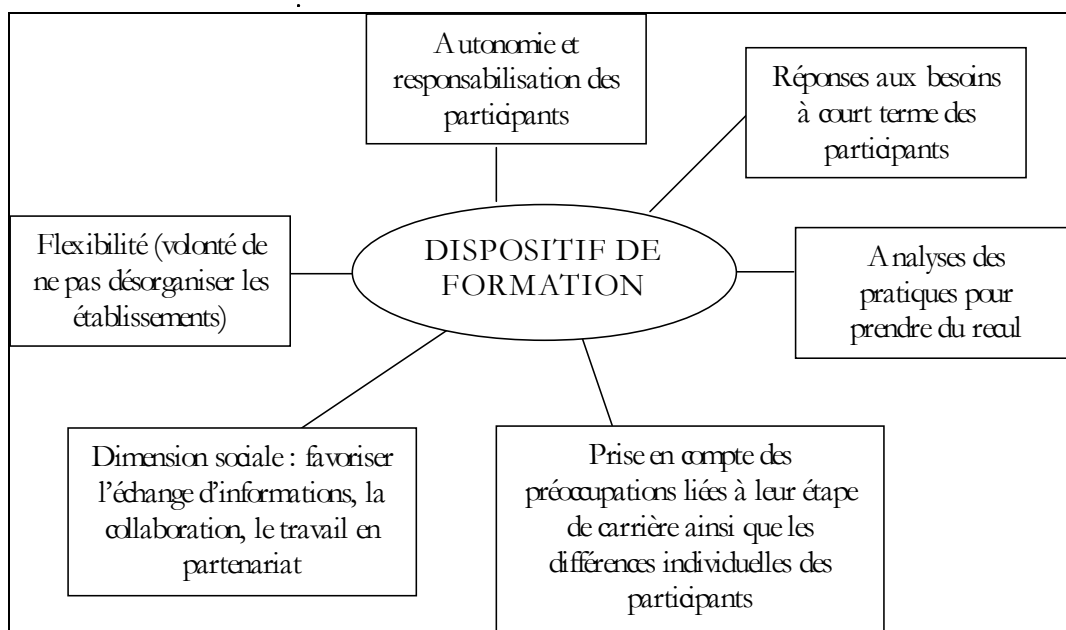 Autonomie et
responsabilisation des
participants
Réponses aux besoins
à court terme des
participants
Flexibilité (volonté de
ne pas désorganiser les
établissements)
DISPOSITIF DE
FORMATION
Analyses des
pratiques pour
prendre du recul
Dimension sociale : favoriser
l'échange d'informations, la
collaboration, le travail en
partenariat
Prise en compte des
préoccupations liées à leur étape
de carrière ainsi que les
différences individuelles des
participants